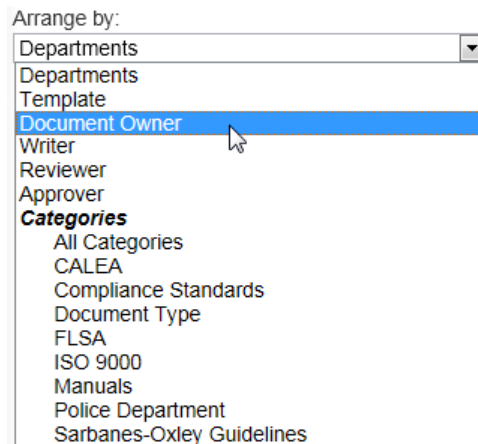 Arrange by:
Departments
Departments
Template
Document Owner
Writer
Reviewer
Approver
Categories
All Categories
CALEA
Compliance Standards
Document Type
FLSA
ISO 9000
Manuals
Police Department
Sarbanes-Oxley Guidelines